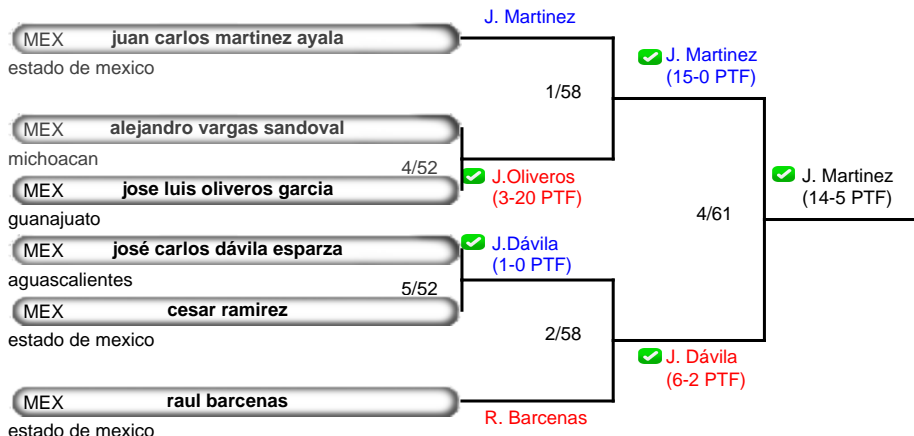 J. Martinez
MEX juan carlos martinez ayala
estado de mexico
J. Martinez
(15-0 PTF)
1/58
MEX alejandro vargas sandoval
michoacan
4/52
MEX jose luis oliveros garcia
guanajuato
J.Oliveros
(3-20 PTF)
J. Martinez
(14-5 PTF)
4/61
MEX josé carlos dávila esparza
aguascalientes
J.Dávila
(1-0 PTF)
5/52
MEX cesar ramirez
estado de mexico
2/58
J. Dávila
(6-2 PTF)
MEX raul barcenas
estado de mexico
R. Barcenas